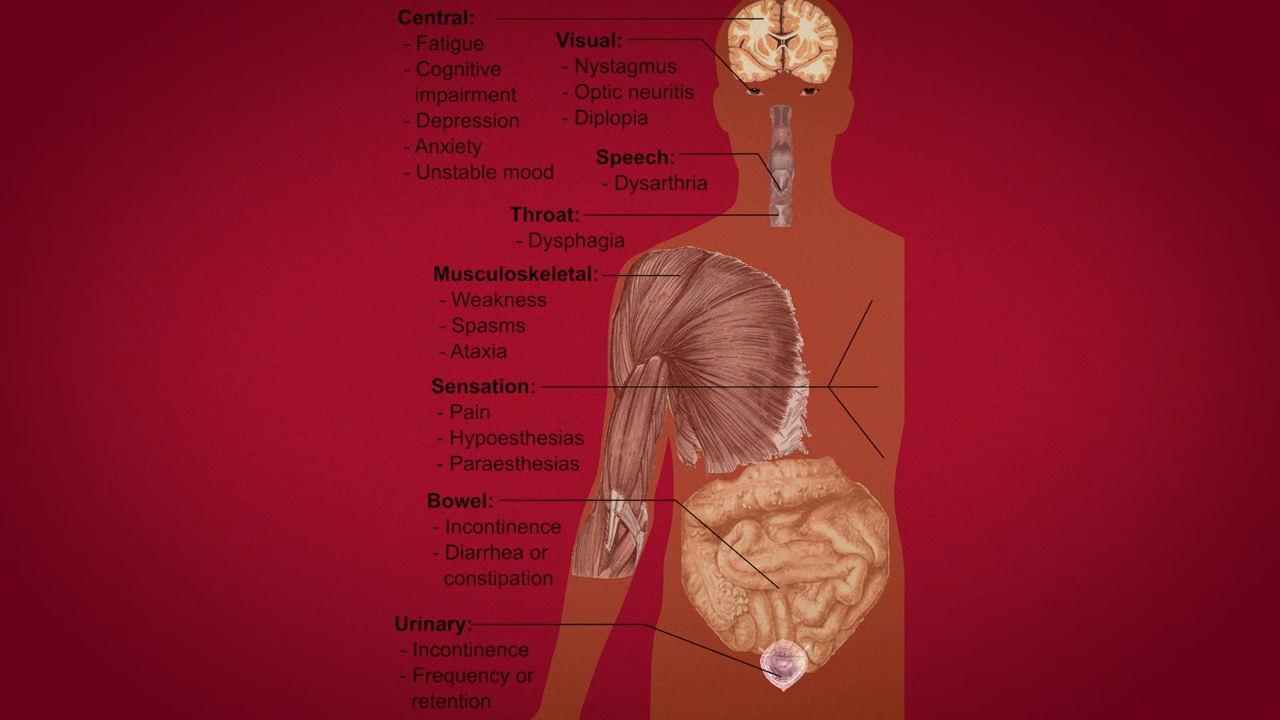 Central:
- Fatigue
- Cognitive
impairment
- Depression
- Anxiety
- Unstable mood
Visual:
- Nystagmus
- Optic neuritis
- Diplopia
Speech:
- Dysarthria
Throat:
- Dysphagia
Musculoskeletal:
- Weakness
- Spasms
- Ataxia
Sensation:
- Pain
- Hypoesthesias
- Paraesthesias
Bowel:
- Incontinence
- Diarrhea or
constipation
Urinary:
- Incontinence
- Frequency or
retention